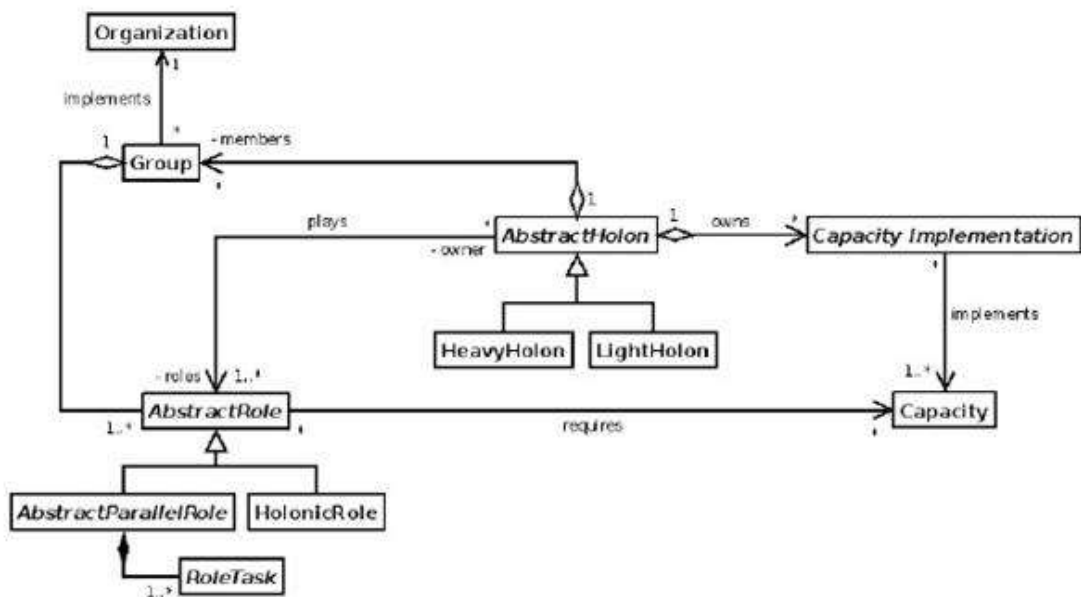 Organization
1
implements
*
1
- members
Group
*
1
plays
*
1
owns
*
AbstractHolon
Capacity Implementation
- owner
*
implements
HeavyHolon
LightHolon
- roles
1..*
1..*
AbstractRole
Capacity
1..*
*
requires
*
AbstractParallelRole
HolonicRole
RoleTask
1..*